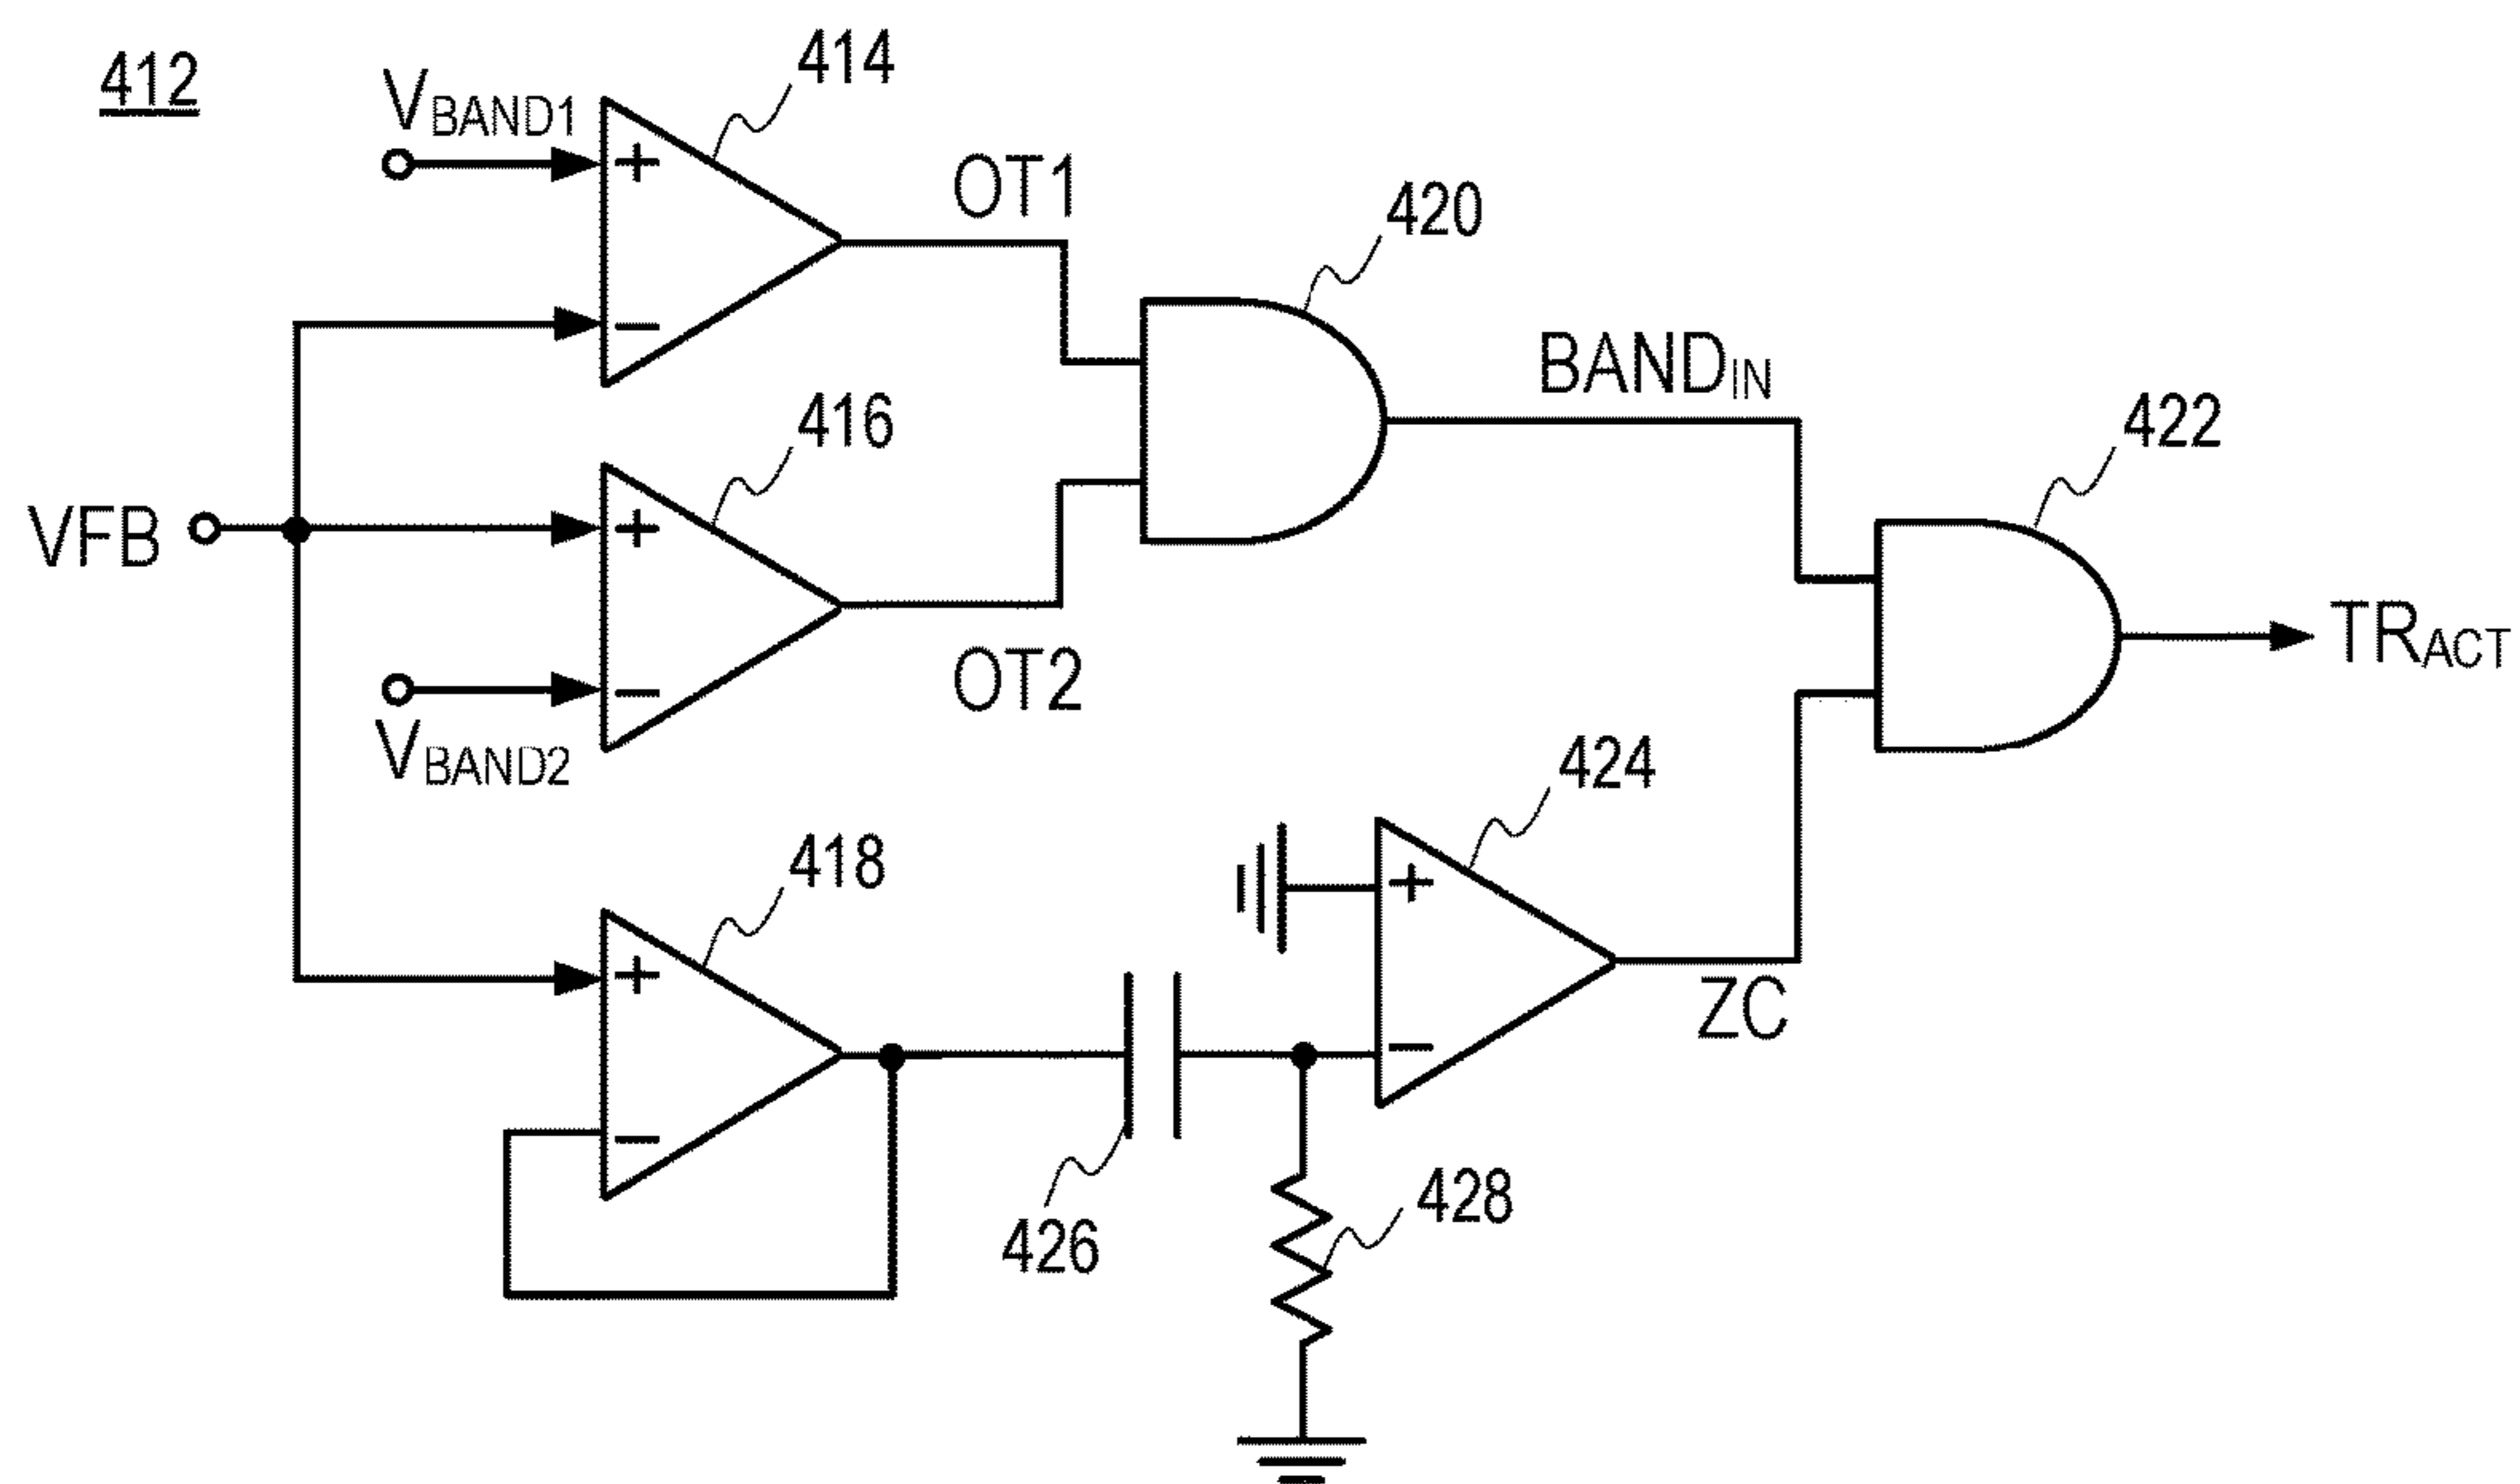 412
VBAND1
414
OT1
420
+
−
BANDIN
416
422
VFB
+
−
TRACT
OT2
VBAND2
424
418
+
−
ZC
+
−
428
426